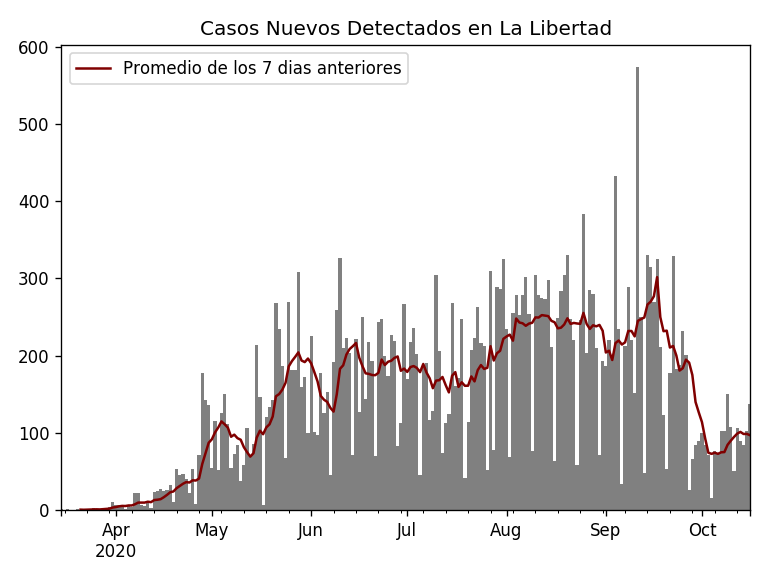 Casos Nuevos Detectados en La Libertad
Promedio de los 7 dias anteriores
600
500
400
300
200
100
0
Apr May Jun Jul Aug Sep Oct
2020